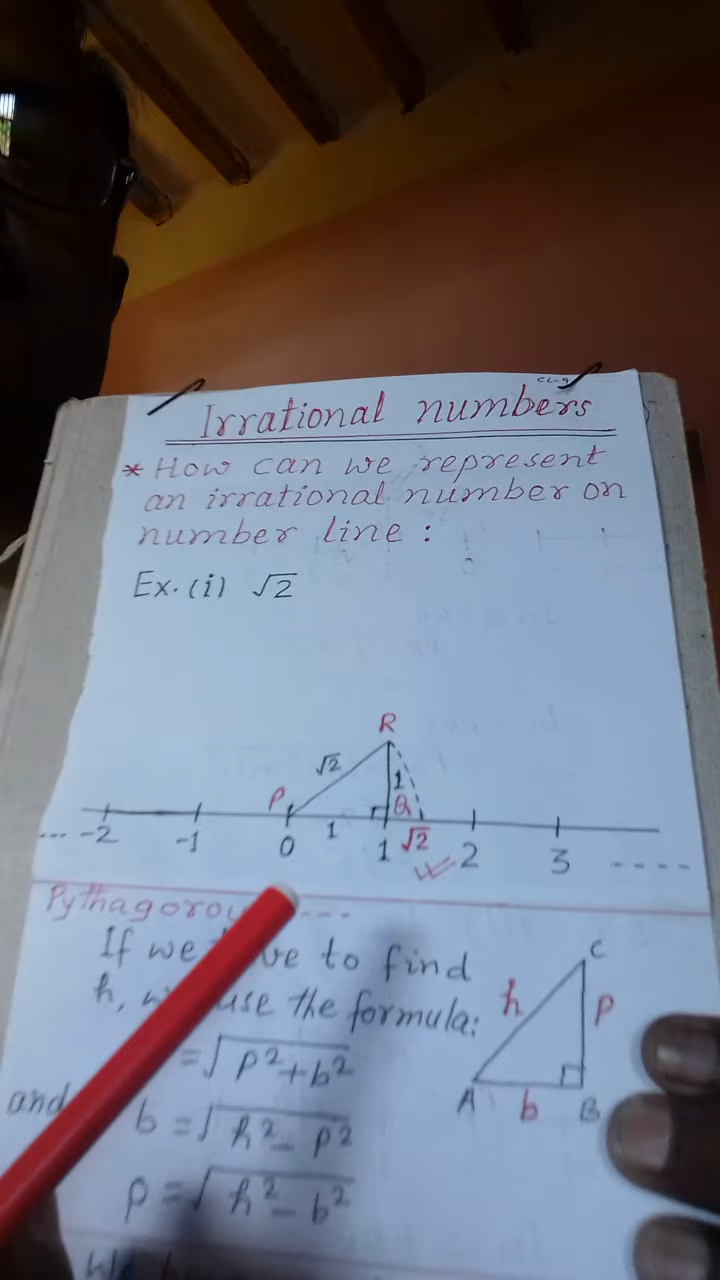 CL-9
Irrational numbers
* How can we represent
an irrational number on
number line :
Ex. (i) √2
R
√2
1
P
Q
1
... -2 -1 0 1 √2 2 3 ....
If we to find
h, use the formula:
= √p²+b²
and b = √h²-p²
p = √h²-b²
C
h
p
A b B